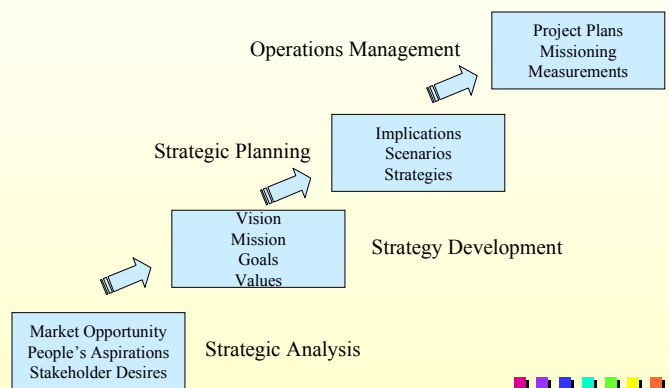 Operations Management
Project Plans
Missioning
Measurements
Strategic Planning
Implications
Scenarios
Strategies
Vision
Mission
Goals
Values
Strategy Development
Market Opportunity
People's Aspirations
Stakeholder Desires
Strategic Analysis